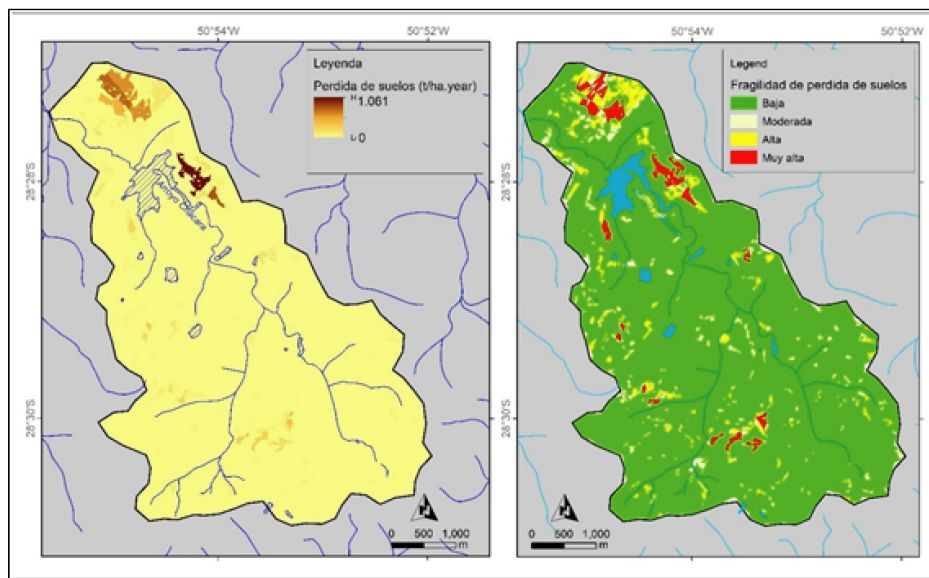 50°54'W
50°52'W
Leyenda
Perdida de suelos (t/ha.year)
H 1.061
L 0
28°28'S
28°30'S
0 500 1,000
m
50°54'W
50°52'W
Legend
Fragilidad de perdida de suelos
Baja
Moderada
Alta
Muy alta
28°28'S
28°30'S
0 500 1,000
m